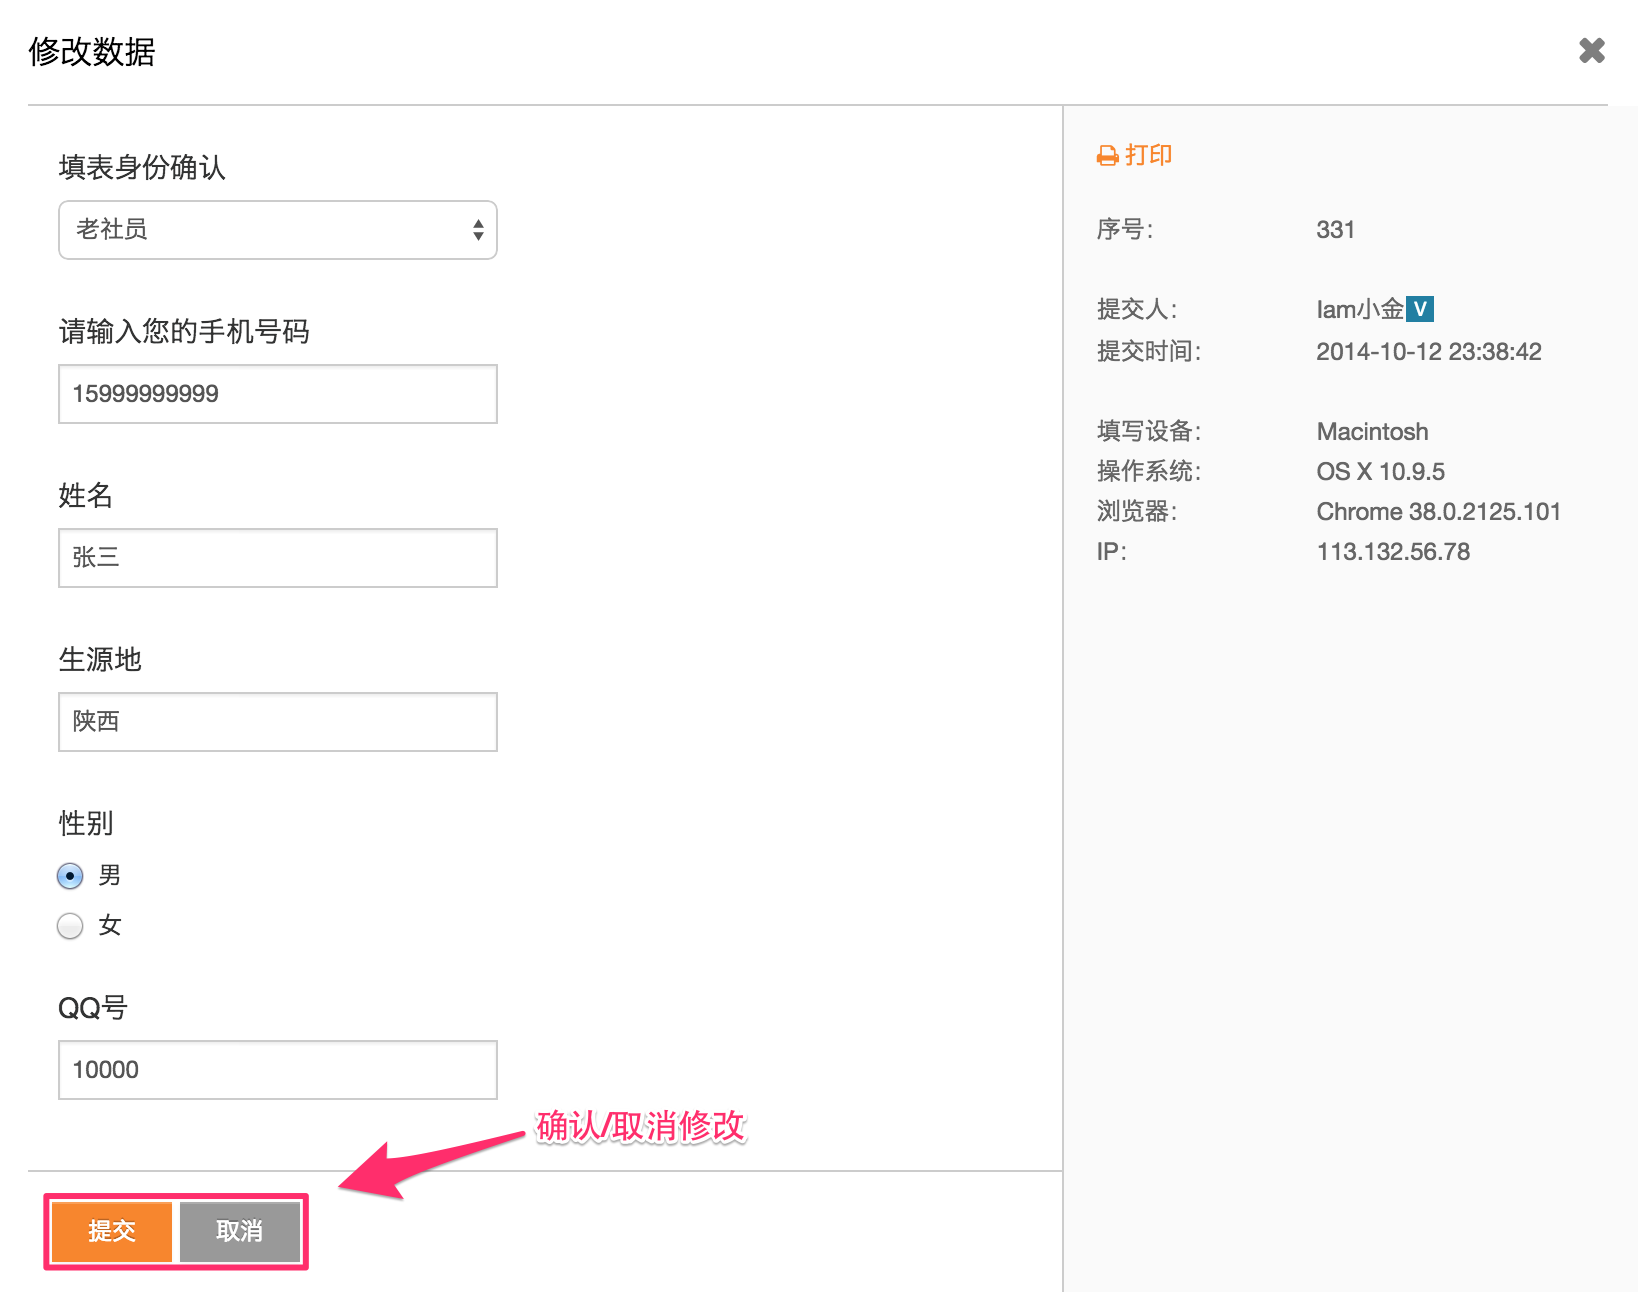 修改数据
填表身份确认
老社员
请输入您的手机号码
15999999999
姓名
张三
生源地
陕西
性别
男
女
QQ号
10000
确认/取消修改
提交 取消
打印
序号： 331
提交人： Iam小金 V
提交时间： 2014-10-12 23:38:42
填写设备： Macintosh
操作系统： OS X 10.9.5
浏览器： Chrome 38.0.2125.101
IP： 113.132.56.78